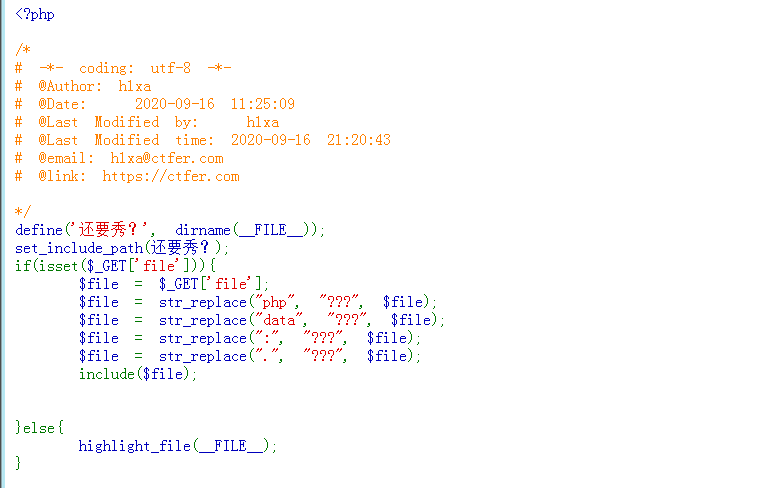 <?php
/*
# -*- coding: utf-8 -*-
# @Author: h1xa
# @Date: 2020-09-16 11:25:09
# @Last Modified by: h1xa
# @Last Modified time: 2020-09-16 21:20:43
# @email: h1xa@ctfer.com
# @link: https://ctfer.com
*/
define('还要秀？', dirname(__FILE__));
set_include_path(还要秀？);
if(isset($_GET['file'])){
$file = $_GET['file'];
$file = str_replace("php", "???", $file);
$file = str_replace("data", "???", $file);
$file = str_replace(":", "???", $file);
$file = str_replace(".", "???", $file);
include($file);
}else{
highlight_file(__FILE__);
}